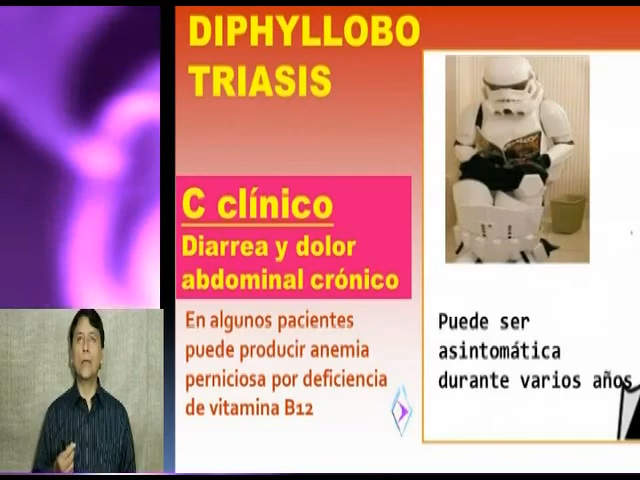 DIPHYLLOBO
TRIASIS
C clínico
Diarrea y dolor
abdominal crónico
En algunos pacientes
puede producir anemia
perniciosa por deficiencia
de vitamina B12
Puede ser
asintomática
durante varios años